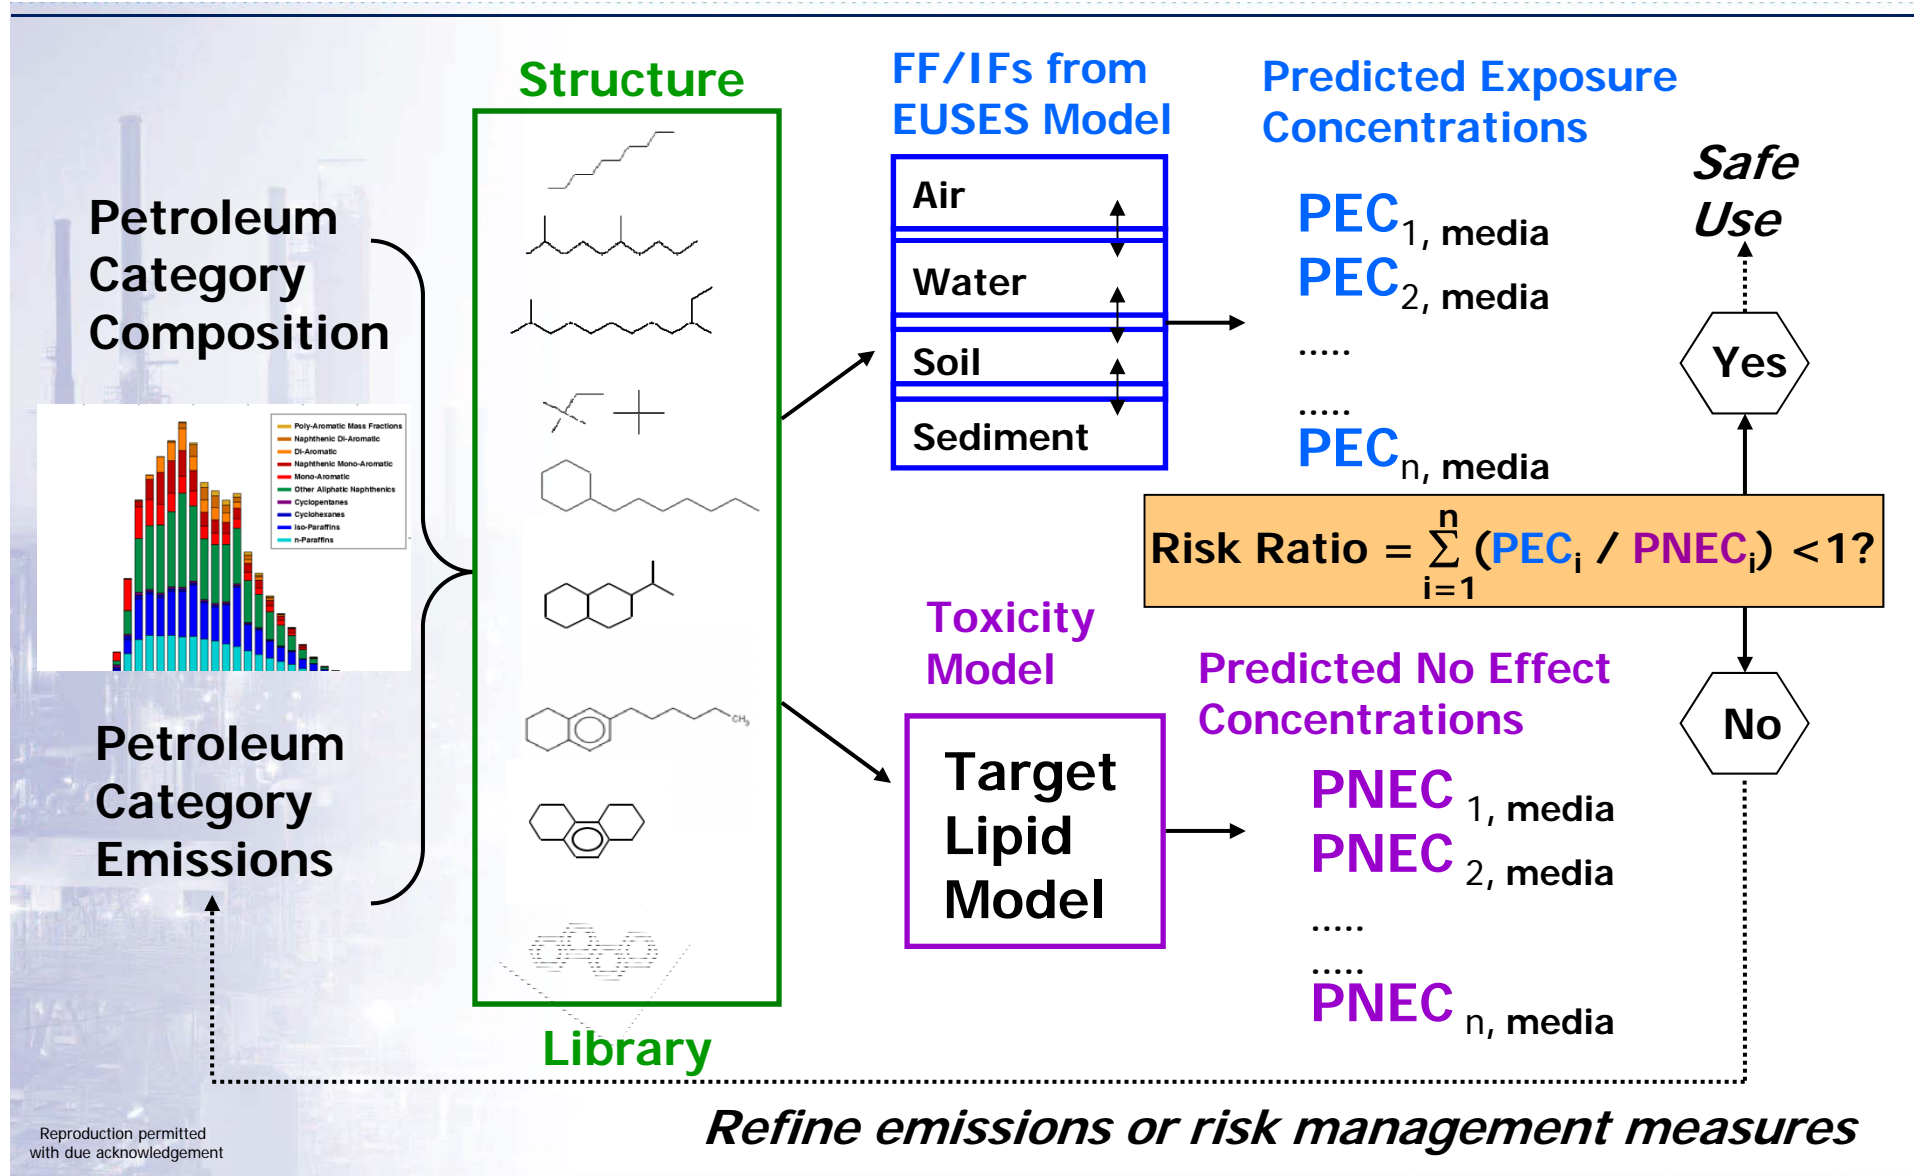 Structure
FF/IFs from
EUSES Model
Predicted Exposure
Concentrations
Safe
Use
Petroleum
Category
Composition
Air
Water
Soil
Sediment
PEC1, media
PEC2, media
.....
.....
PECn, media
Yes
Poly-Aromatic Mass Fractions
Naphthenic Di-Aromatic
Di-Aromatic
Naphthenic Mono-Aromatic
Mono-Aromatic
Other Aliphatic Naphthenics
Cyclopentanes
Cyclohexanes
Iso-Paraffins
n-Paraffins
Risk Ratio = n∑i=1 (PECi / PNECi) <1?
Toxicity
Model
Predicted No Effect
Concentrations
No
CH3
Petroleum
Category
Emissions
Target
Lipid
Model
PNEC 1, media
PNEC 2, media
.....
.....
PNEC n, media
Library
Refine emissions or risk management measures
Reproduction permitted
with due acknowledgement